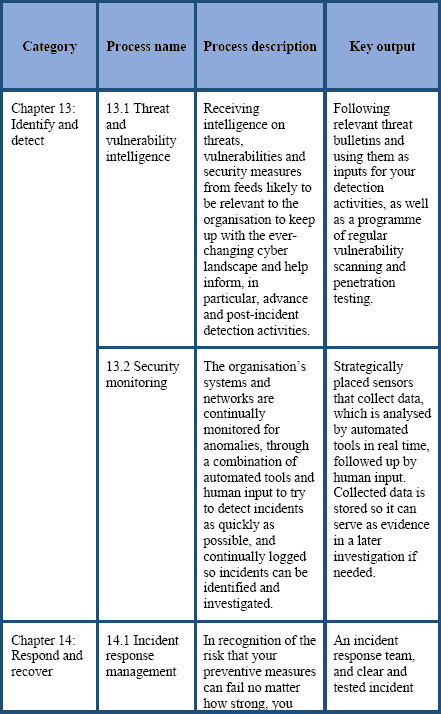 Category
Process name
Process description
Key output
Chapter 13:
Identify and
detect
13.1 Threat
and
vulnerability
intelligence
Receiving
intelligence on
threats,
vulnerabilities and
security measures
from feeds likely to
be relevant to the
organisation to keep
up with the ever-
changing cyber
landscape and help
inform, in
particular, advance
and post-incident
detection activities.
Following
relevant threat
bulletins and
using them as
inputs for your
detection
activities, as well
as a programme
of regular
vulnerability
scanning and
penetration
testing.
13.2 Security
monitoring
The organisation’s
systems and
networks are
continually
monitored for
anomalies, through
a combination of
automated tools and
human input to try
to detect incidents
as quickly as
possible, and
continually logged
so incidents can be
identified and
investigated.
Strategically
placed sensors
that collect data,
which is analysed
by automated
tools in real time,
followed up by
human input.
Collected data is
stored so it can
serve as evidence
in a later
investigation if
needed.
Chapter 14:
Respond and
recover
14.1 Incident
response
management
In recognition of the
risk that your
preventive measures
can fail no matter
how strong, you
An incident
response team,
and clear and
tested incident